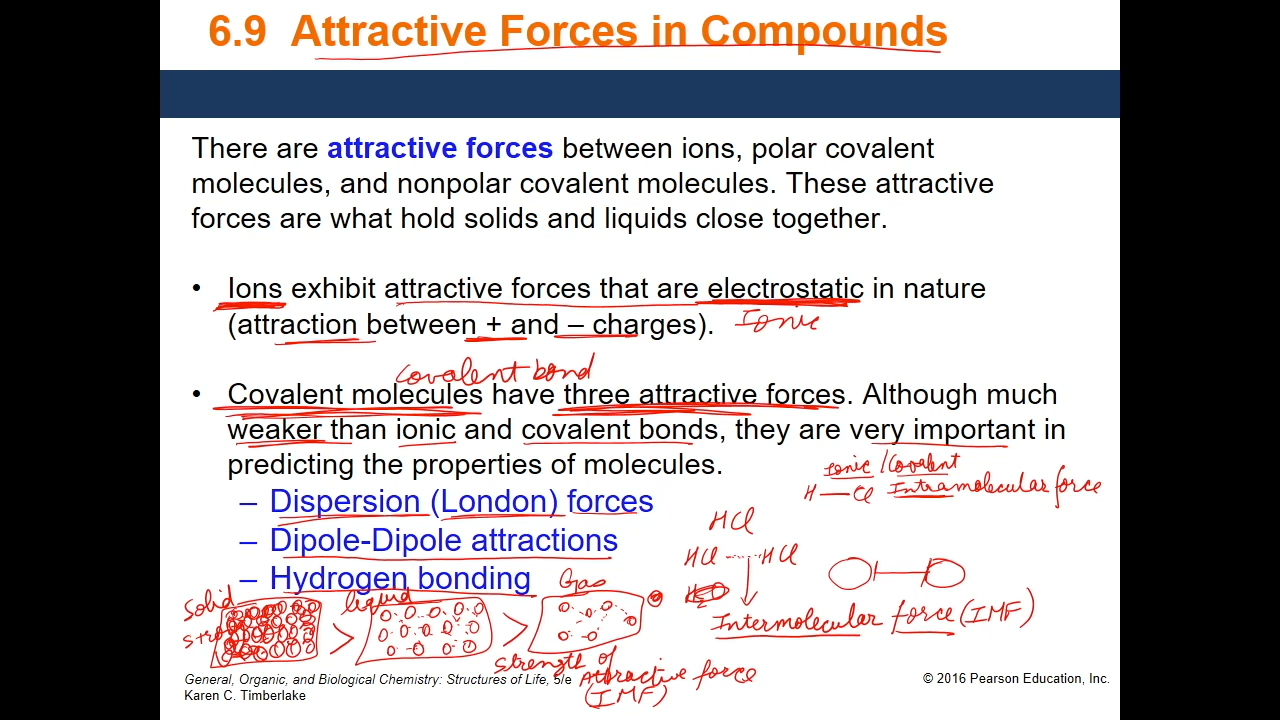 6.9 Attractive Forces in Compounds
There are attractive forces between ions, polar covalent
molecules, and nonpolar covalent molecules. These attractive
forces are what hold solids and liquids close together.
• Ions exhibit attractive forces that are electrostatic in nature
(attraction between + and – charges). Ionic
Covalent bond
• Covalent molecules have three attractive forces. Although much
weaker than ionic and covalent bonds, they are very important in
predicting the properties of molecules.
Ionic / Covalent
H — Cl Intramolecular force
– Dispersion (London) forces
HCl
– Dipole-Dipole attractions
HCl ---- HCl
– Hydrogen bonding
Solid liquid Gas
> >
Intermolecular force (IMF)
Strength of
Attractive force
(IMF)
General, Organic, and Biological Chemistry: Structures of Life, 5/e
Karen C. Timberlake
© 2016 Pearson Education, Inc.